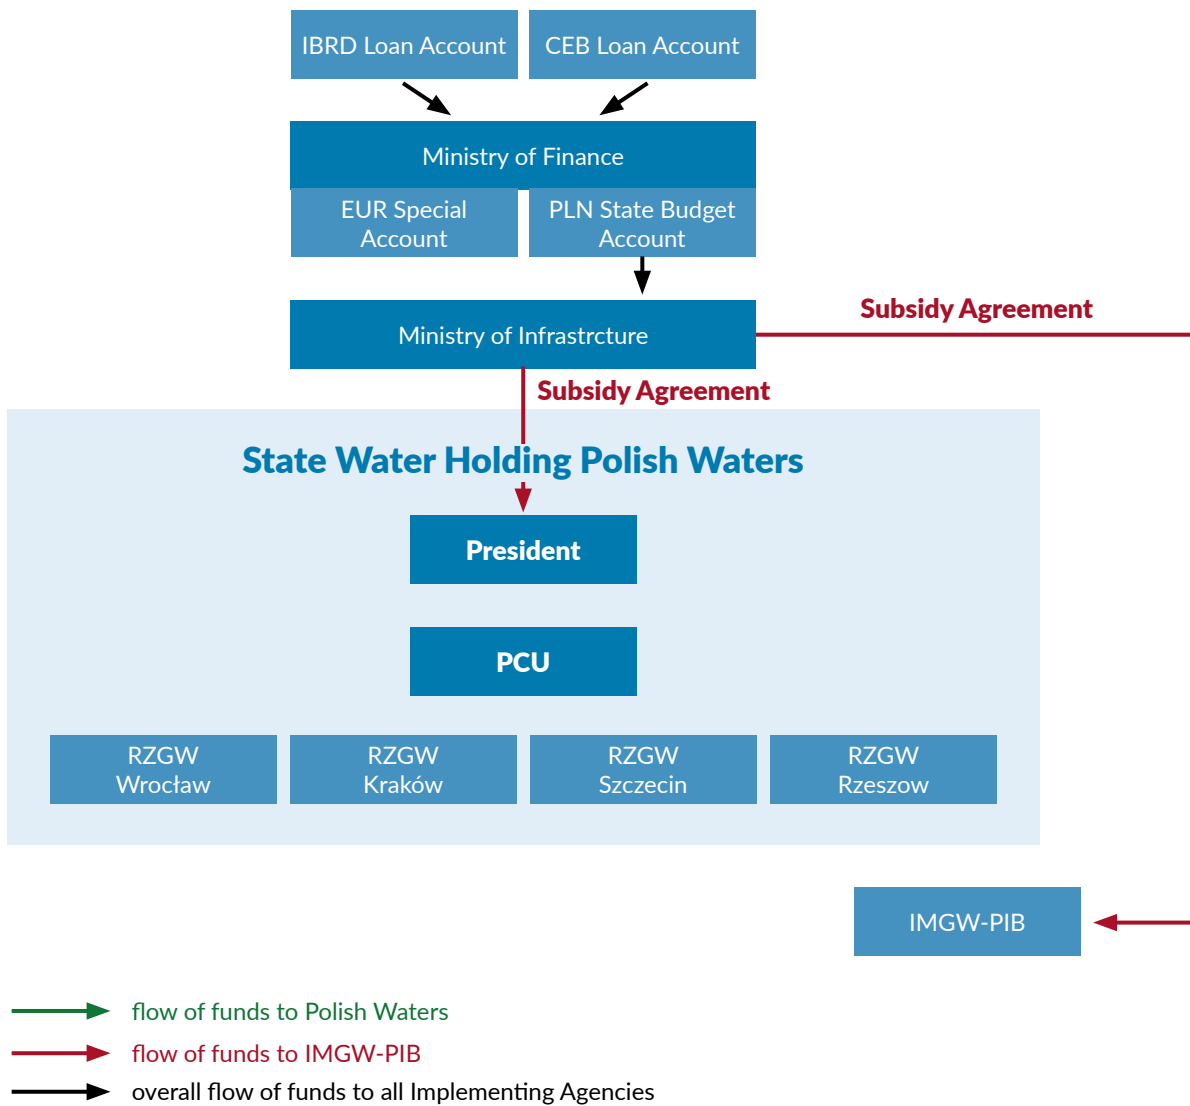 IBRD Loan Account
CEB Loan Account
Ministry of Finance
EUR Special
Account
PLN State Budget
Account
Ministry of Infrastrcture
Subsidy Agreement
Subsidy Agreement
State Water Holding Polish Waters
President
PCU
RZGW
Wrocław
RZGW
Kraków
RZGW
Szczecin
RZGW
Rzeszow
IMGW-PIB
flow of funds to Polish Waters
flow of funds to IMGW-PIB
overall flow of funds to all Implementing Agencies